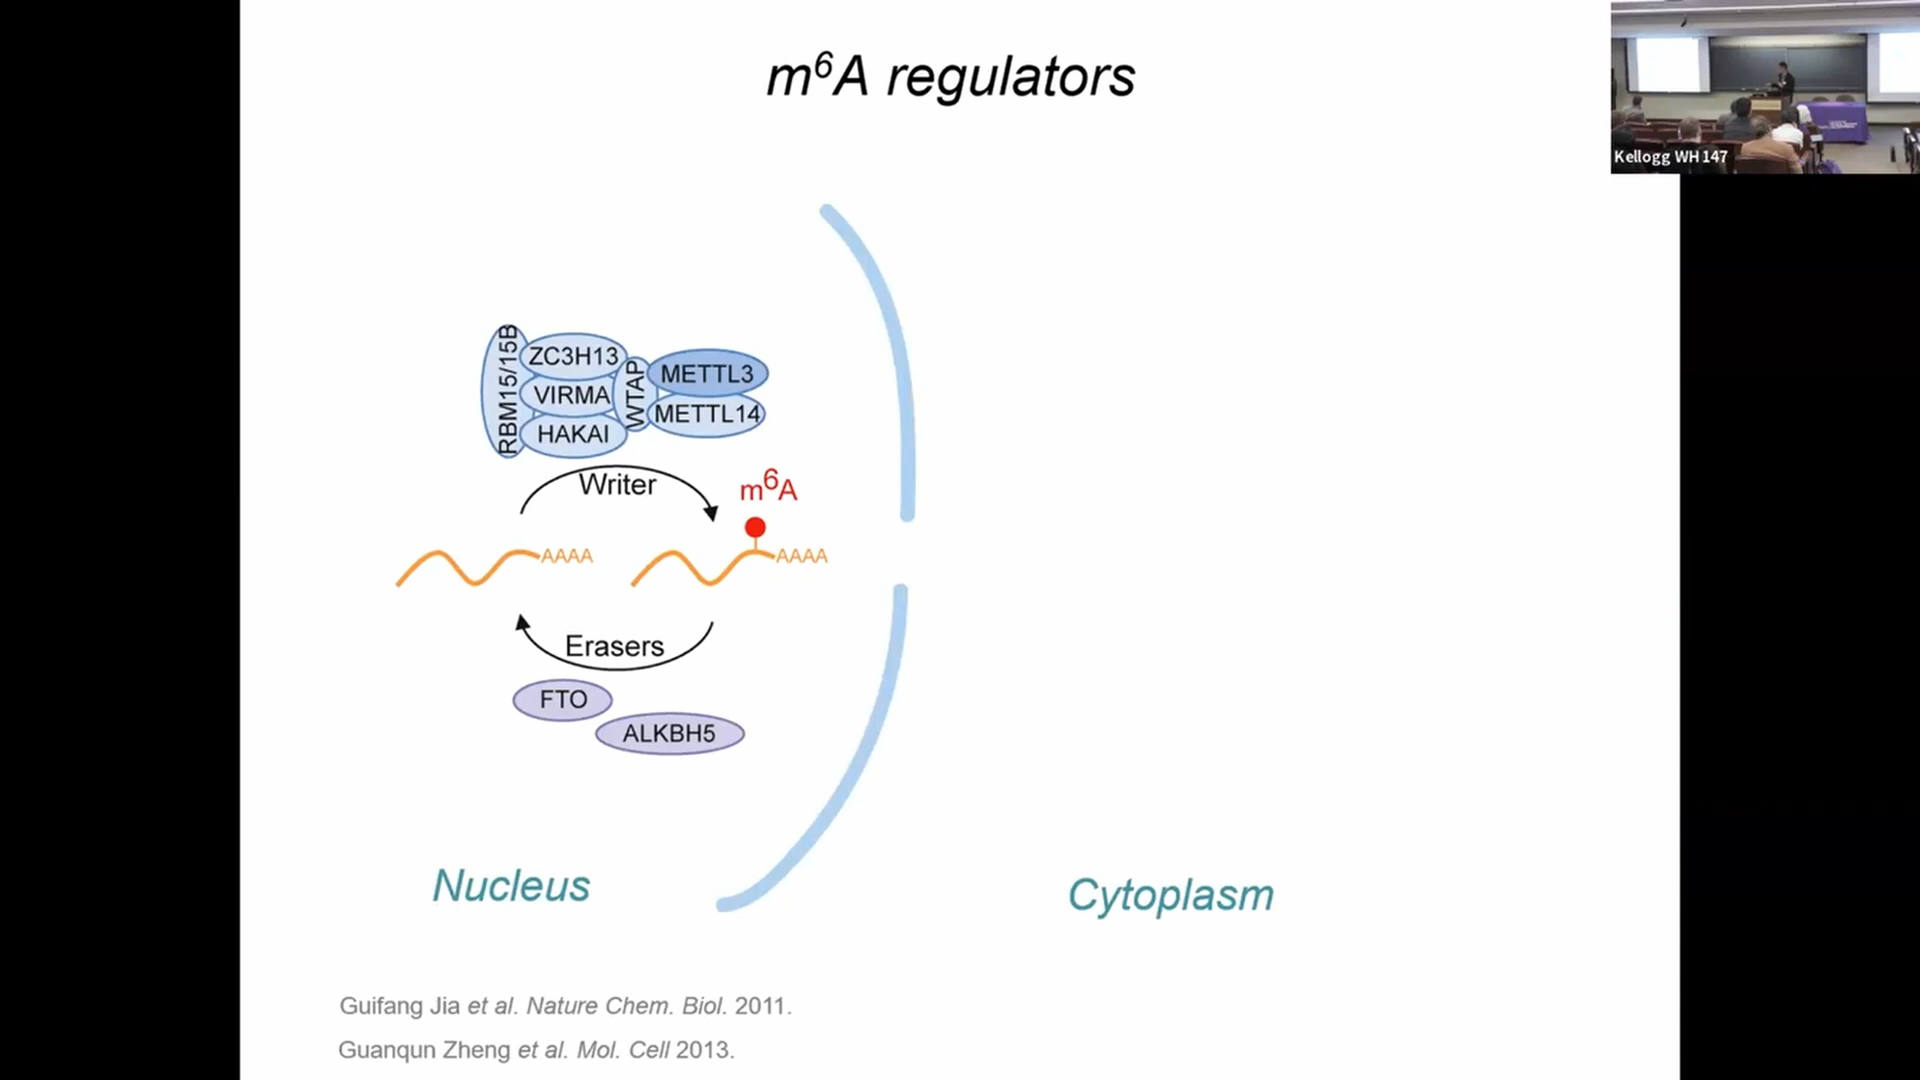 m⁶A regulators
Kellogg WH 147
RBM15/15B
ZC3H13
VIRMA
HAKAI
WTAP
METTL3
METTL14
Writer
m⁶A
AAAA
AAAA
Erasers
FTO
ALKBH5
Nucleus
Cytoplasm
Guifang Jia et al. Nature Chem. Biol. 2011.
Guanqun Zheng et al. Mol. Cell 2013.